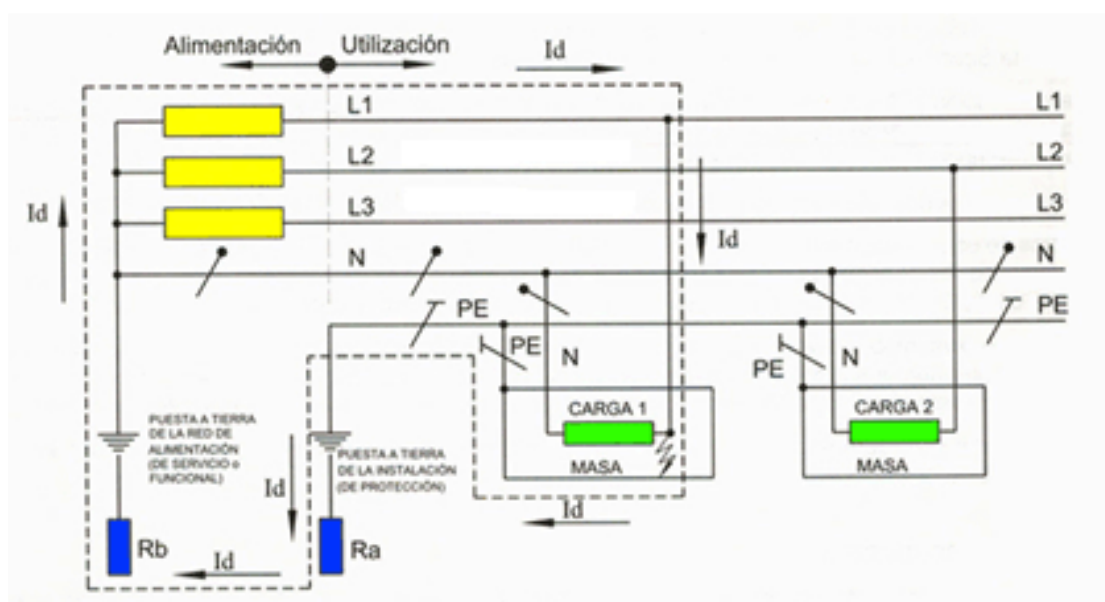 Alimentación Utilización
Id
L1 L1
L2 L2
L3 L3
Id Id
N N
PE PE
PE N
PE N
CARGA 1
CARGA 2
MASA
MASA
PUESTA A TIERRA
DE LA RED DE
ALIMENTACIÓN
(DE SERVICIO o
FUNCIONAL)
PUESTA A TIERRA
DE LA INSTALACIÓN
(DE PROTECCIÓN)
Id
Id
Rb
Id
Ra